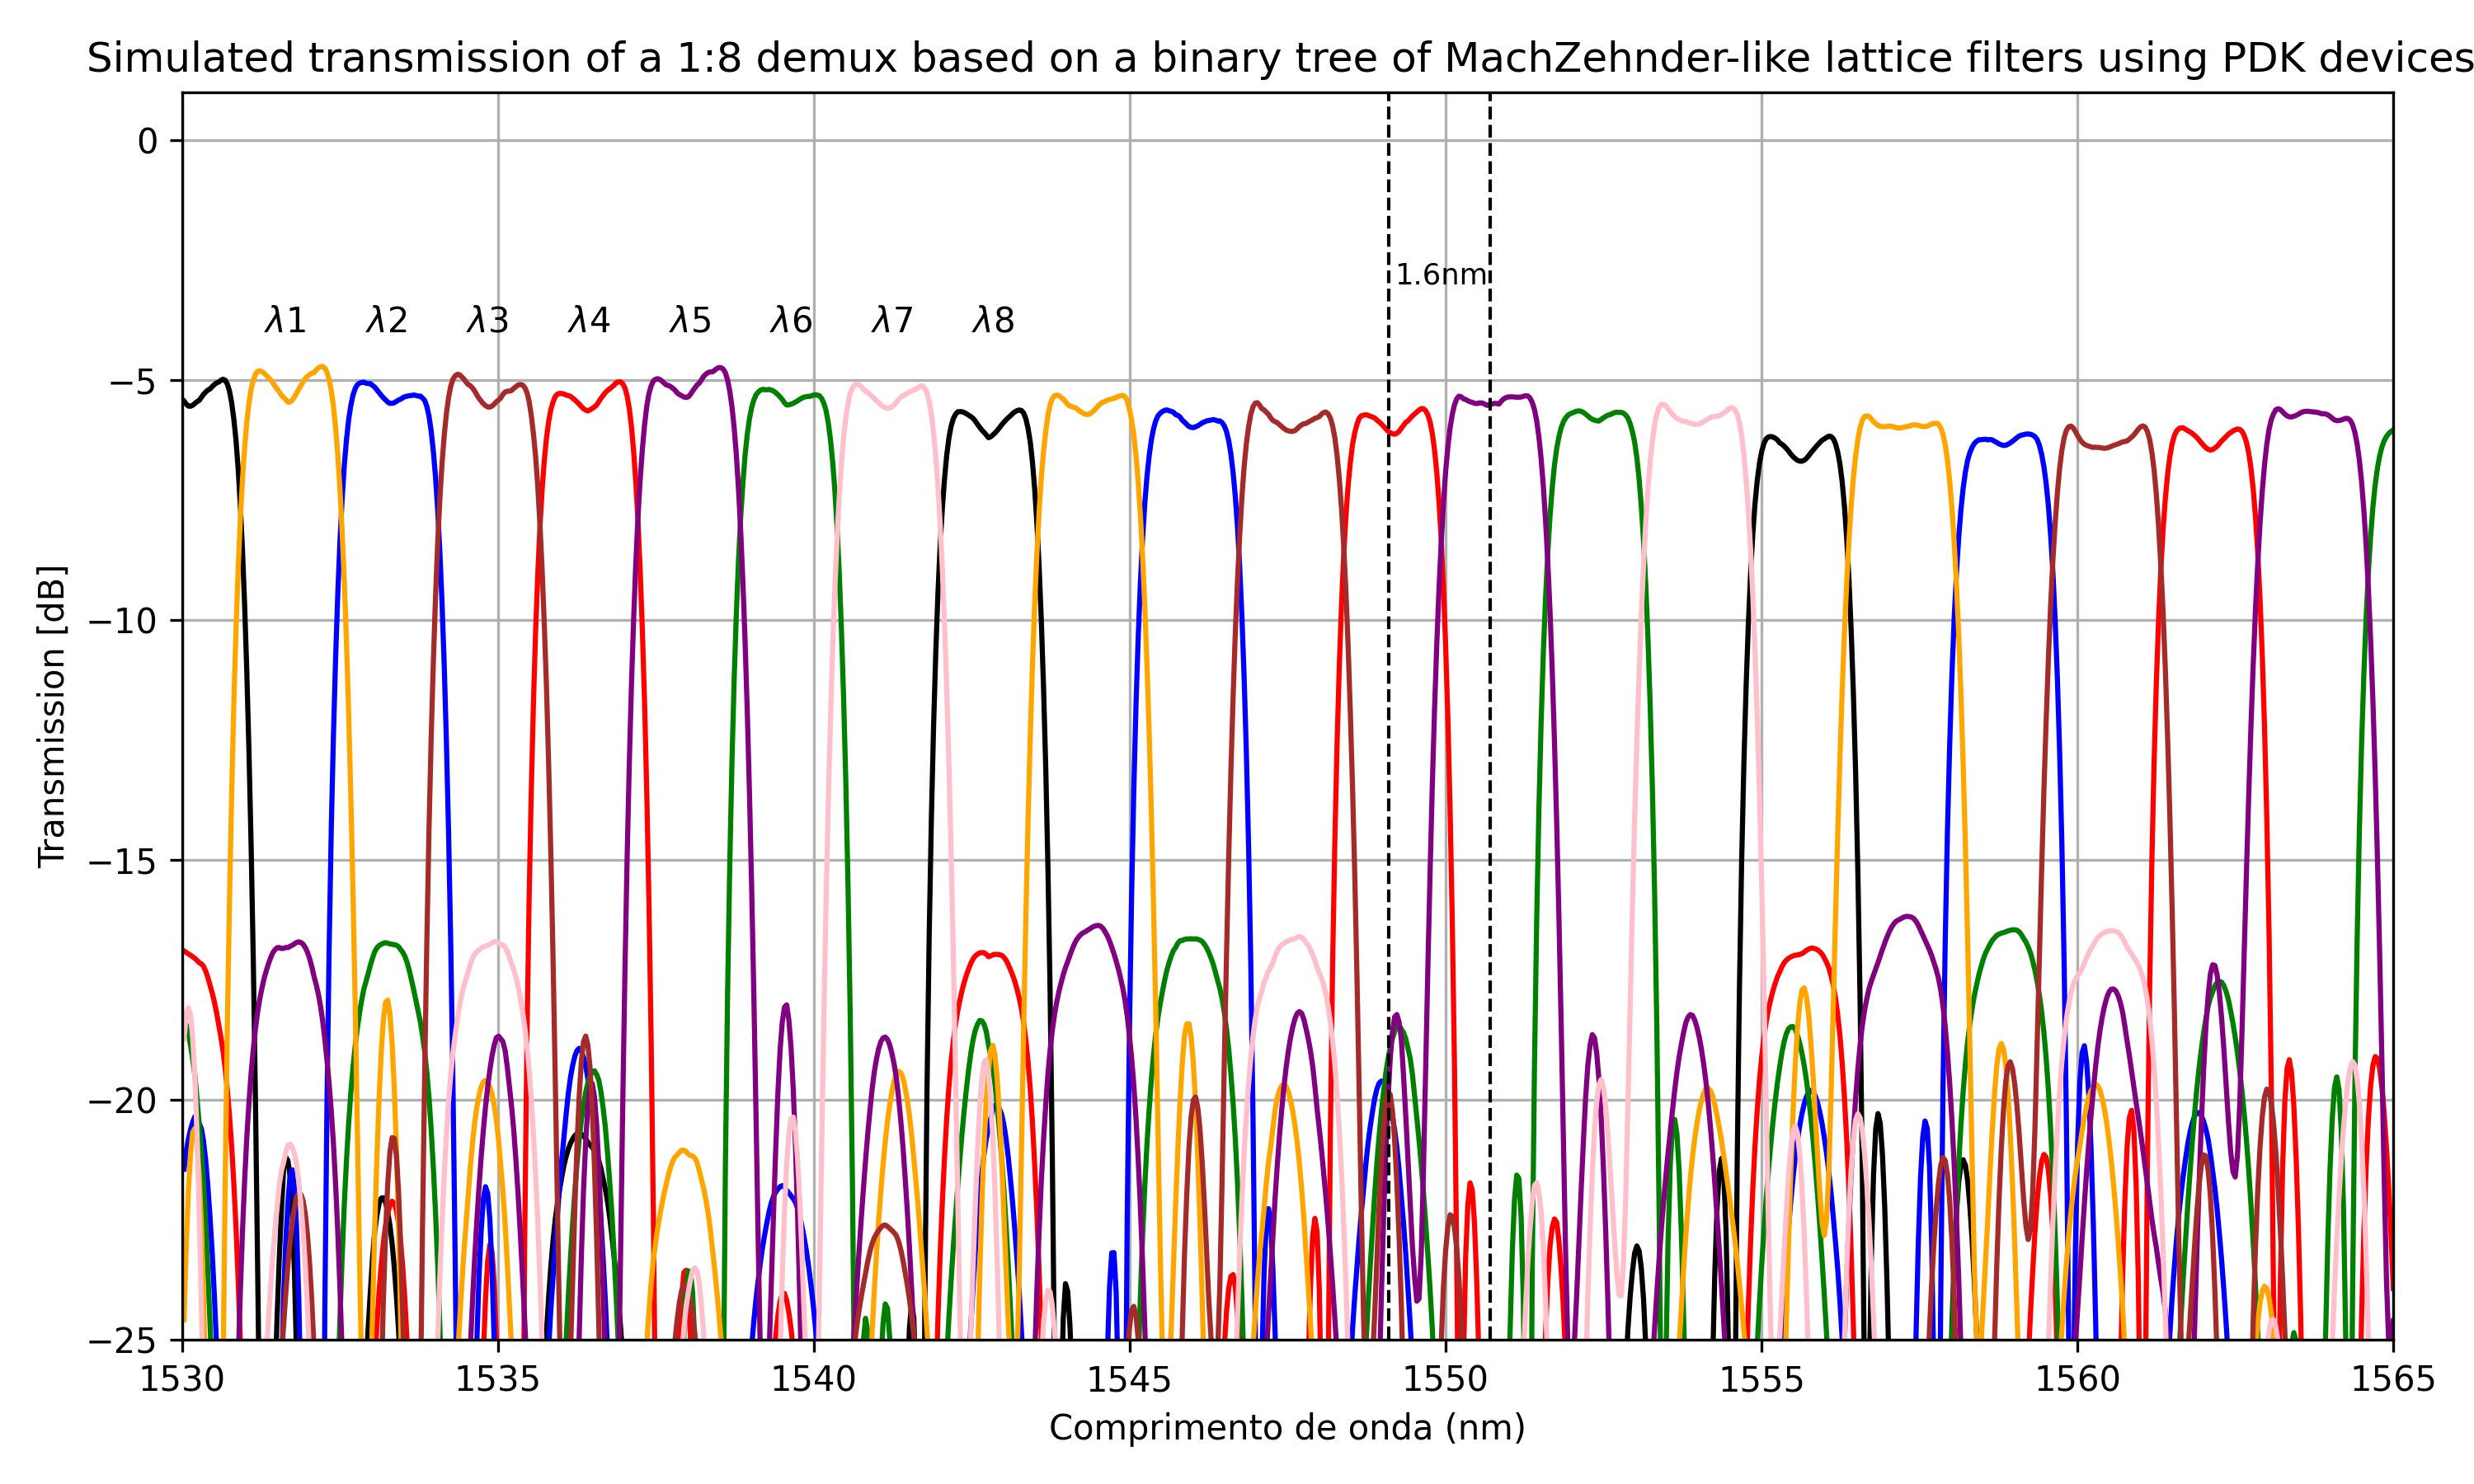 Simulated transmission of a 1:8 demux based on a binary tree of MachZehnder-like lattice filters using PDK devices
0
1.6nm
λ1 λ2 λ3 λ4 λ5 λ6 λ7 λ8
−5
−10
Transmission [dB]
−15
−20
−25
1530 1535 1540 1545 1550 1555 1560 1565
Comprimento de onda (nm)